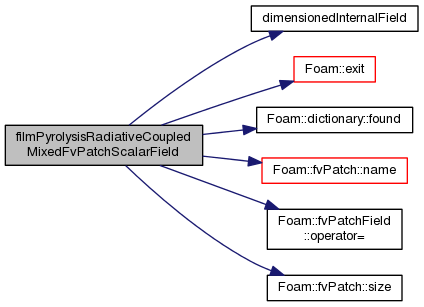 dimensionedInternalField
Foam::exit
Foam::dictionary::found
filmPyrolysisRadiativeCoupled
MixedFvPatchScalarField
Foam::fvPatch::name
Foam::fvPatchField
::operator=
Foam::fvPatch::size